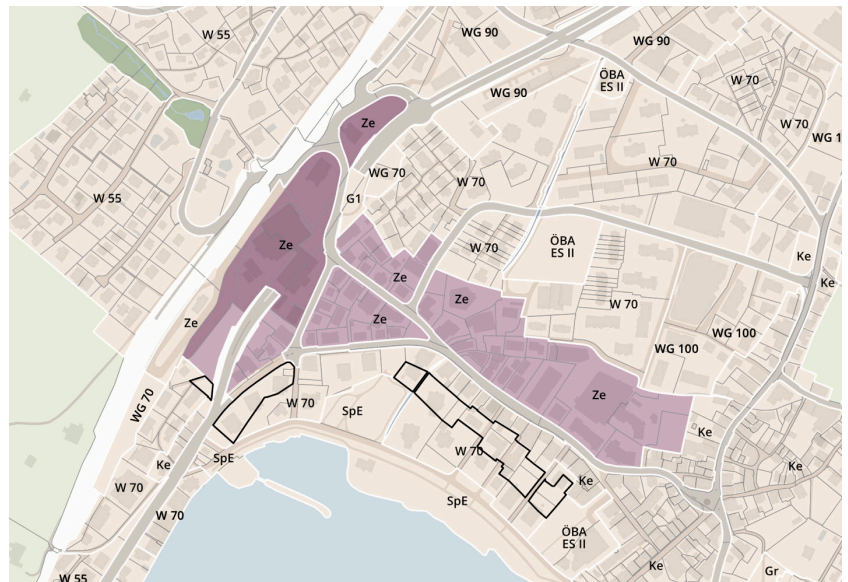 W 55
WG 90
WG 90
ÖBA
ES II
WG 90
W 70
Ze
W 70
WG 1
W 55
WG 70
W 70
W 70
G1
Ze
W 70
ÖBA
ES II
Ke
Ke
Ze
Ze
Ze
Ze
W 70
WG 100
WG 100
Ze
WG 70
W 70
SpE
Ke
Ke
W 70
SpE
Ke
W 70
SpE
Ke
W 70
ÖBA
ES II
Ke
W 55
Gr